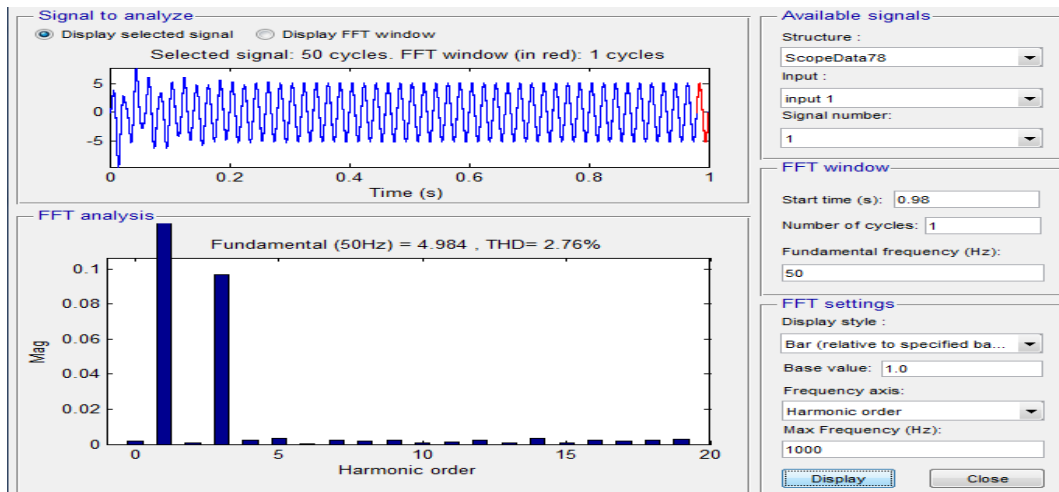 Signal to analyze
Display selected signal Display FFT window
Selected signal: 50 cycles. FFT window (in red): 1 cycles
5
0
-5
0 0.2 0.4 0.6 0.8 1
Time (s)
FFT analysis
Fundamental (50Hz) = 4.984 , THD= 2.76%
0.1
0.08
0.06
0.04
0.02
0
Mag
0 5 10 15 20
Harmonic order
Available signals
Structure :
ScopeData78
Input :
input 1
Signal number:
1
FFT window
Start time (s): 0.98
Number of cycles: 1
Fundamental frequency (Hz):
50
FFT settings
Display style :
Bar (relative to specified ba...
Base value: 1.0
Frequency axis:
Harmonic order
Max Frequency (Hz):
1000
Display Close